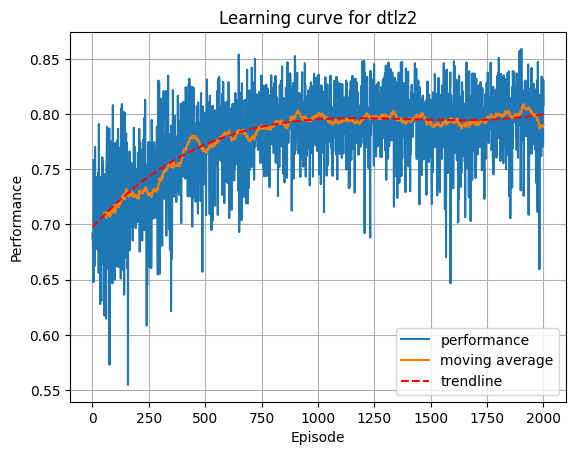 Learning curve for dtlz2
Performance
0.85
0.80
0.75
0.70
0.65
0.60
0.55
0
250
500
750
1000
1250
1500
1750
2000
Episode
performance
moving average
trendline